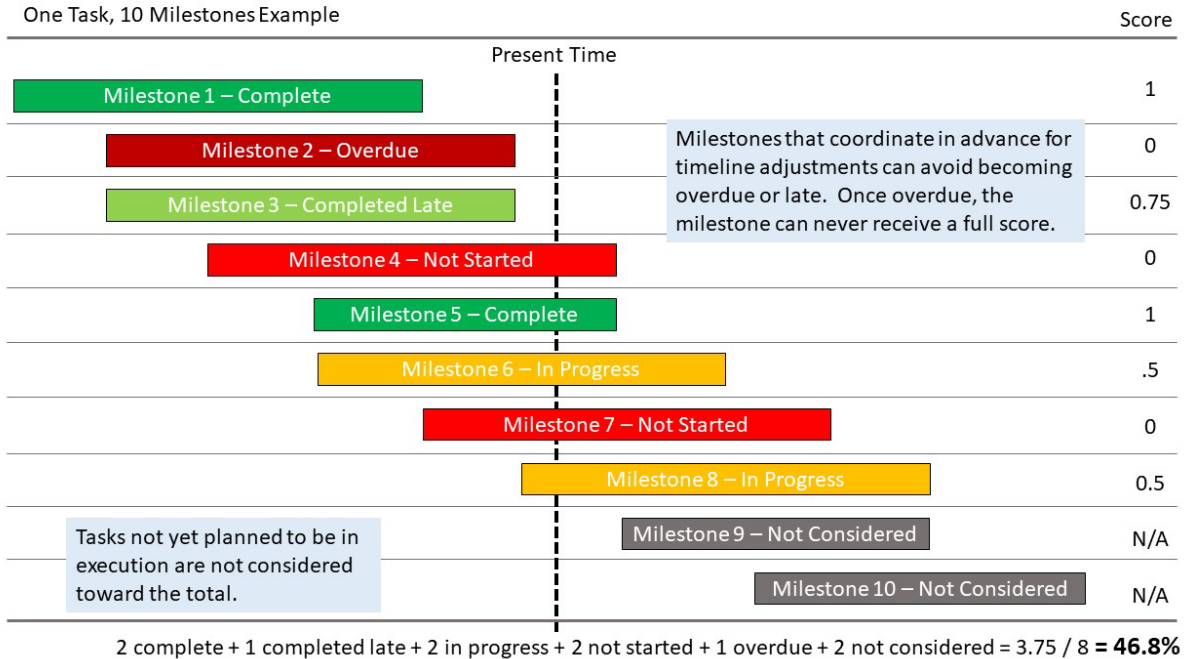 One Task, 10 Milestones Example
Score
Present Time
Milestone 1 – Complete
1
Milestone 2 – Overdue
0
Milestones that coordinate in advance for
timeline adjustments can avoid becoming
overdue or late.  Once overdue, the
milestone can never receive a full score.
Milestone 3 – Completed Late
0.75
Milestone 4 – Not Started
0
Milestone 5 – Complete
1
Milestone 6 – In Progress
.5
Milestone 7 – Not Started
0
Milestone 8 – In Progress
0.5
Tasks not yet planned to be in
execution are not considered
toward the total.
Milestone 9 – Not Considered
N/A
Milestone 10 – Not Considered
N/A
2 complete + 1 completed late + 2 in progress + 2 not started + 1 overdue + 2 not considered = 3.75 / 8 = 46.8%